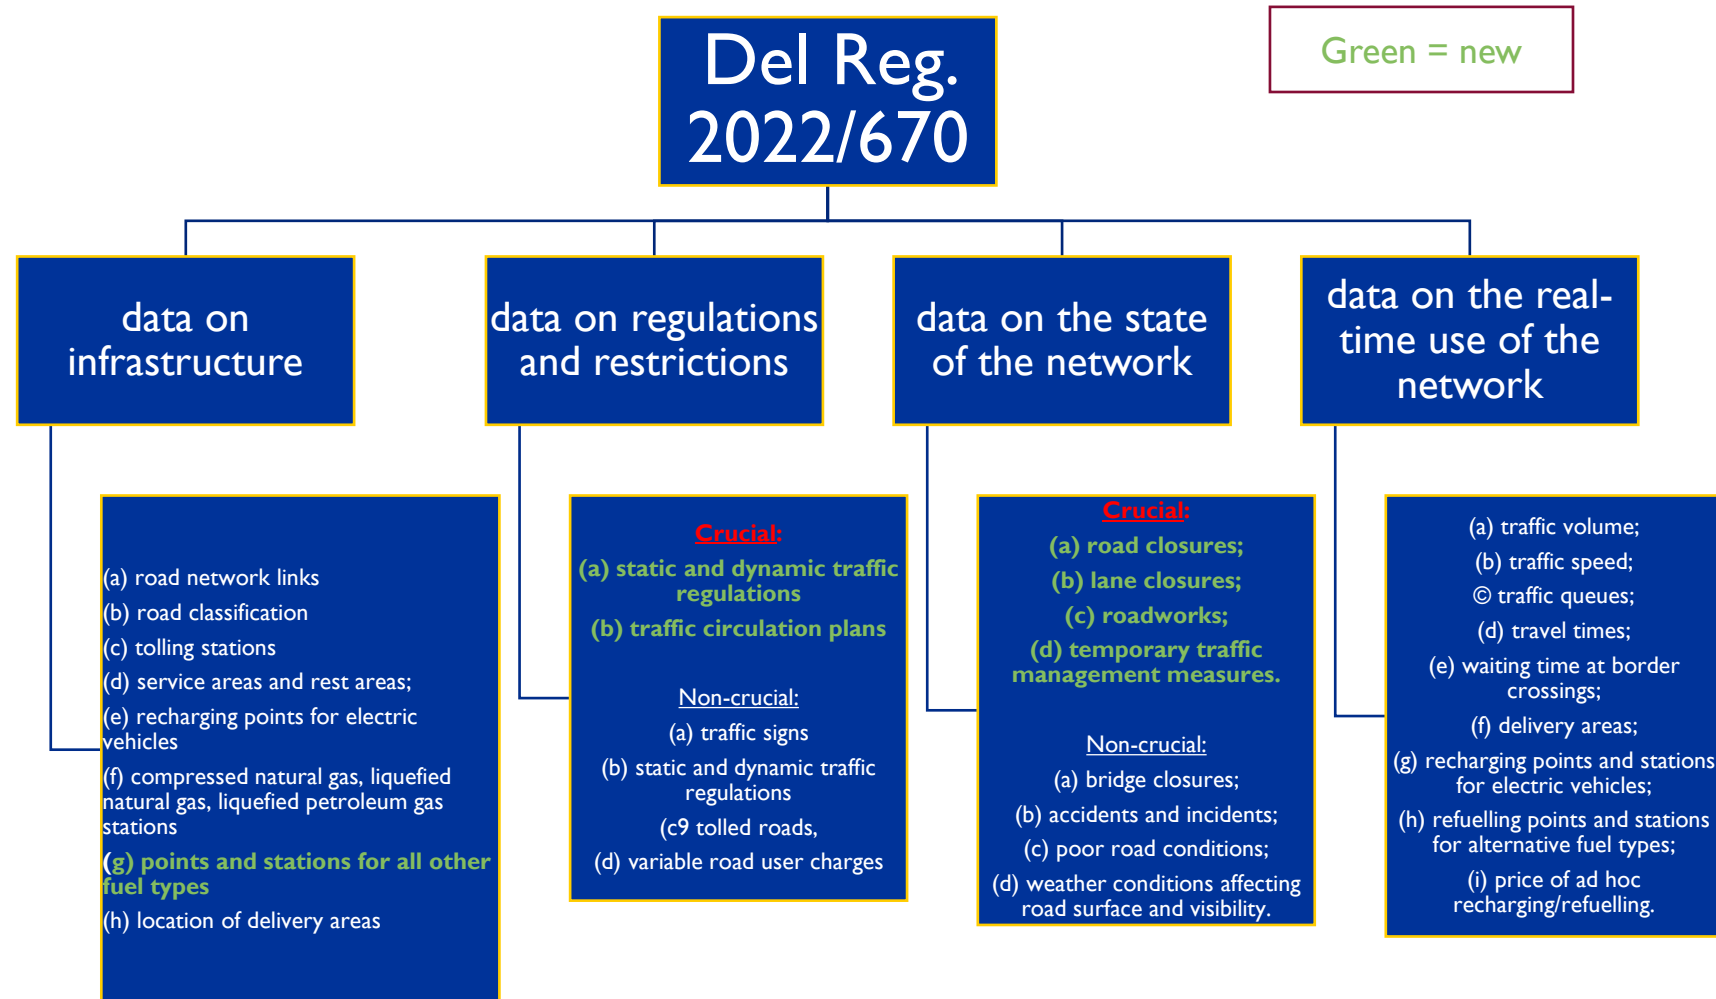 Del Reg.
2022/670
Green = new
data on
infrastructure
data on regulations
and restrictions
data on the state
of the network
data on the real-
time use of the
network
(a) road network links
(b) road classification
(c) tolling stations
(d) service areas and rest areas;
(e) recharging points for electric
vehicles
(f) compressed natural gas, liquefied
natural gas, liquefied petroleum gas
stations
(g) points and stations for all other
fuel types
(h) location of delivery areas
Crucial:
(a) static and dynamic traffic
regulations
(b) traffic circulation plans
Non-crucial:
(a) traffic signs
(b) static and dynamic traffic
regulations
(c9 tolled roads,
(d) variable road user charges
Crucial:
(a) road closures;
(b) lane closures;
(c) roadworks;
(d) temporary traffic
management measures.
Non-crucial:
(a) bridge closures;
(b) accidents and incidents;
(c) poor road conditions;
(d) weather conditions affecting
road surface and visibility.
(a) traffic volume;
(b) traffic speed;
© traffic queues;
(d) travel times;
(e) waiting time at border
crossings;
(f) delivery areas;
(g) recharging points and stations
for electric vehicles;
(h) refuelling points and stations
for alternative fuel types;
(i) price of ad hoc
recharging/refuelling.